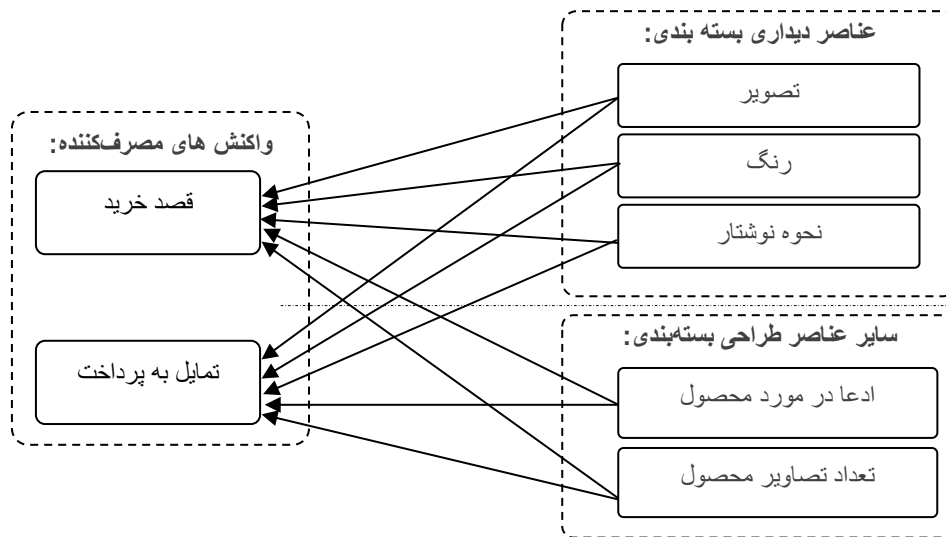 عناصر دیداری بسته بندی:
تصویر
رنگ
نحوه نوشتار
سایر عناصر طراحی بسته‌بندی:
ادعا در مورد محصول
تعداد تصاویر محصول
واکنش های مصرف‌کننده:
قصد خرید
تمایل به پرداخت